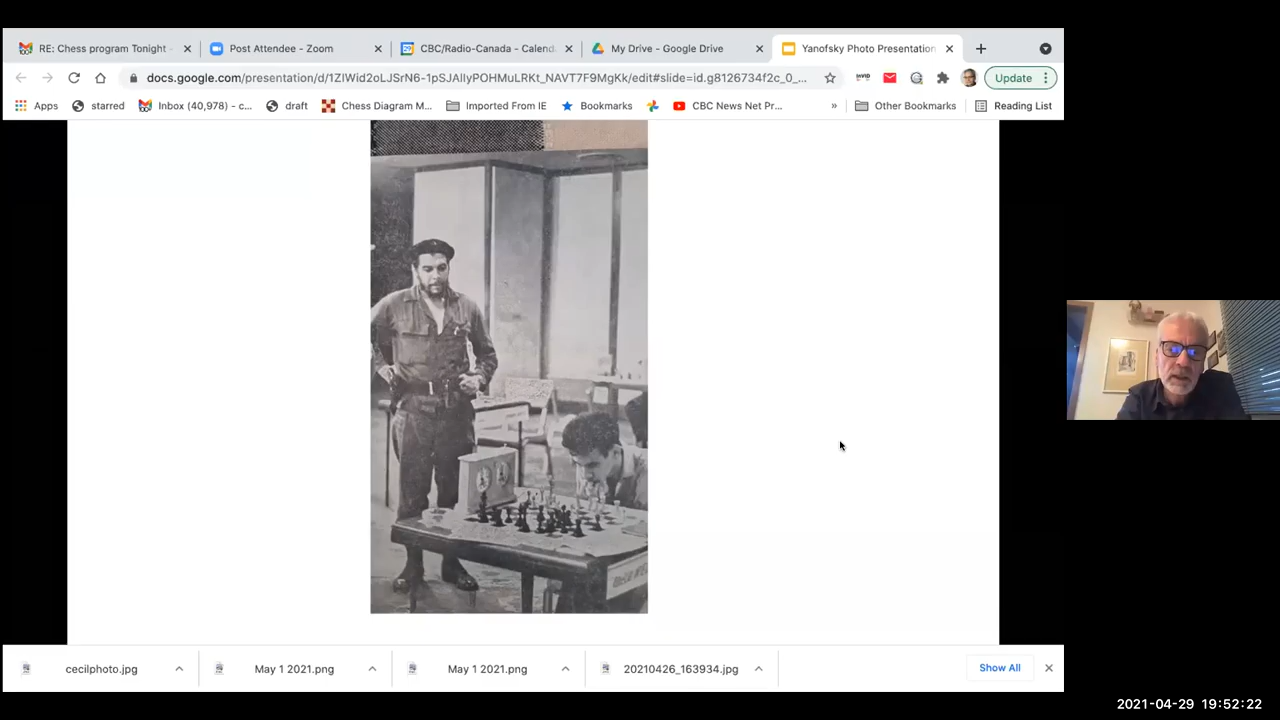 RE: Chess program Tonight -
Post Attendee - Zoom
CBC/Radio-Canada - Calend
My Drive - Google Drive
Yanofsky Photo Presentation
docs.google.com/presentation/d/1ZIWid2oLJSrN6-1pSJAllyPOHMuLRKt_NAVT7F9MgKk/edit#slide=id.g8126734f2c_0_...
InVID
Update
Apps
starred
Inbox (40,978) - c...
draft
Chess Diagram M...
Imported From IE
Bookmarks
CBC News Net Pr...
»
Other Bookmarks
Reading List
cecilphoto.jpg
May 1 2021.png
May 1 2021.png
20210426_163934.jpg
Show All
2021-04-29 19:52:22